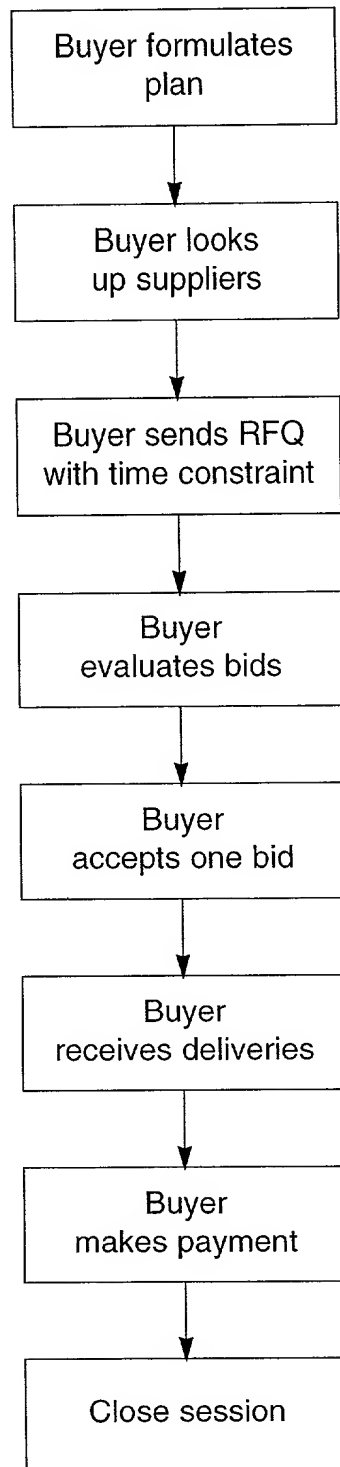 Buyer formulates
plan
Buyer looks
up suppliers
Buyer sends RFQ
with time constraint
Buyer
evaluates bids
Buyer
accepts one bid
Buyer
receives deliveries
Buyer
makes payment
Close session